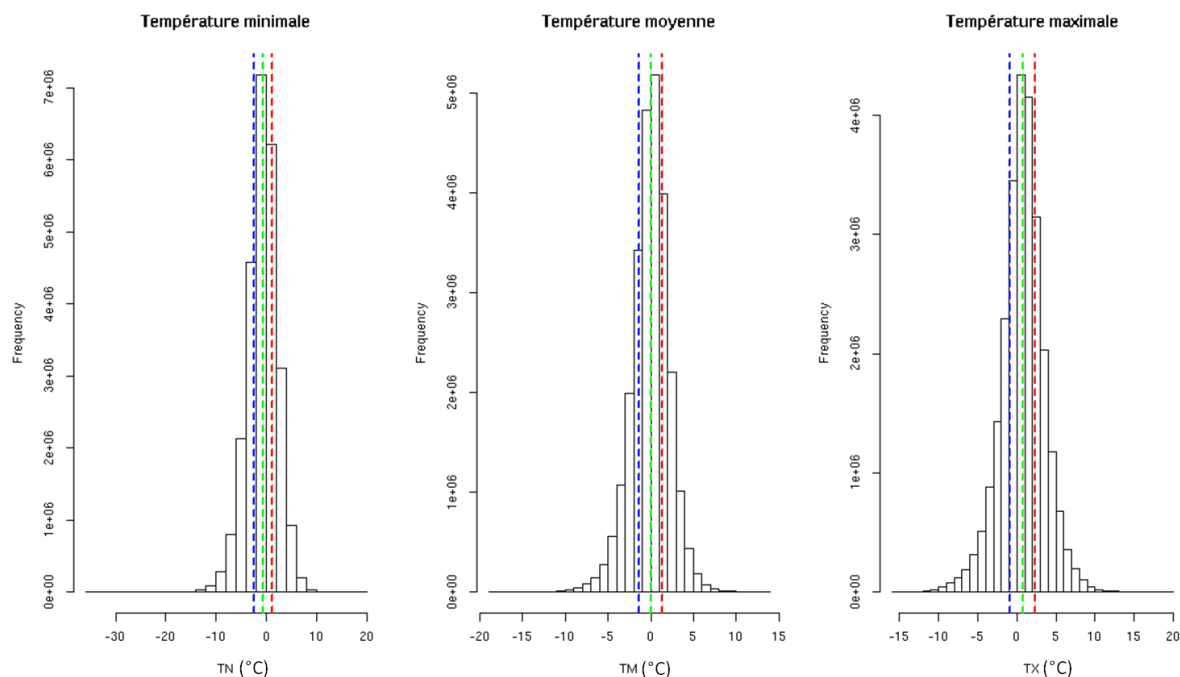 Température minimale
Frequency
7e+06
6e+06
5e+06
4e+06
3e+06
2e+06
1e+06
0e+00
-30 -20 -10 0 10 20
TN (°C)
Température moyenne
Frequency
5e+06
4e+06
3e+06
2e+06
1e+06
0e+00
-20 -15 -10 -5 0 5 10 15
TM (°C)
Température maximale
Frequency
4e+06
3e+06
2e+06
1e+06
0e+00
-15 -10 -5 0 5 10 15 20
TX (°C)